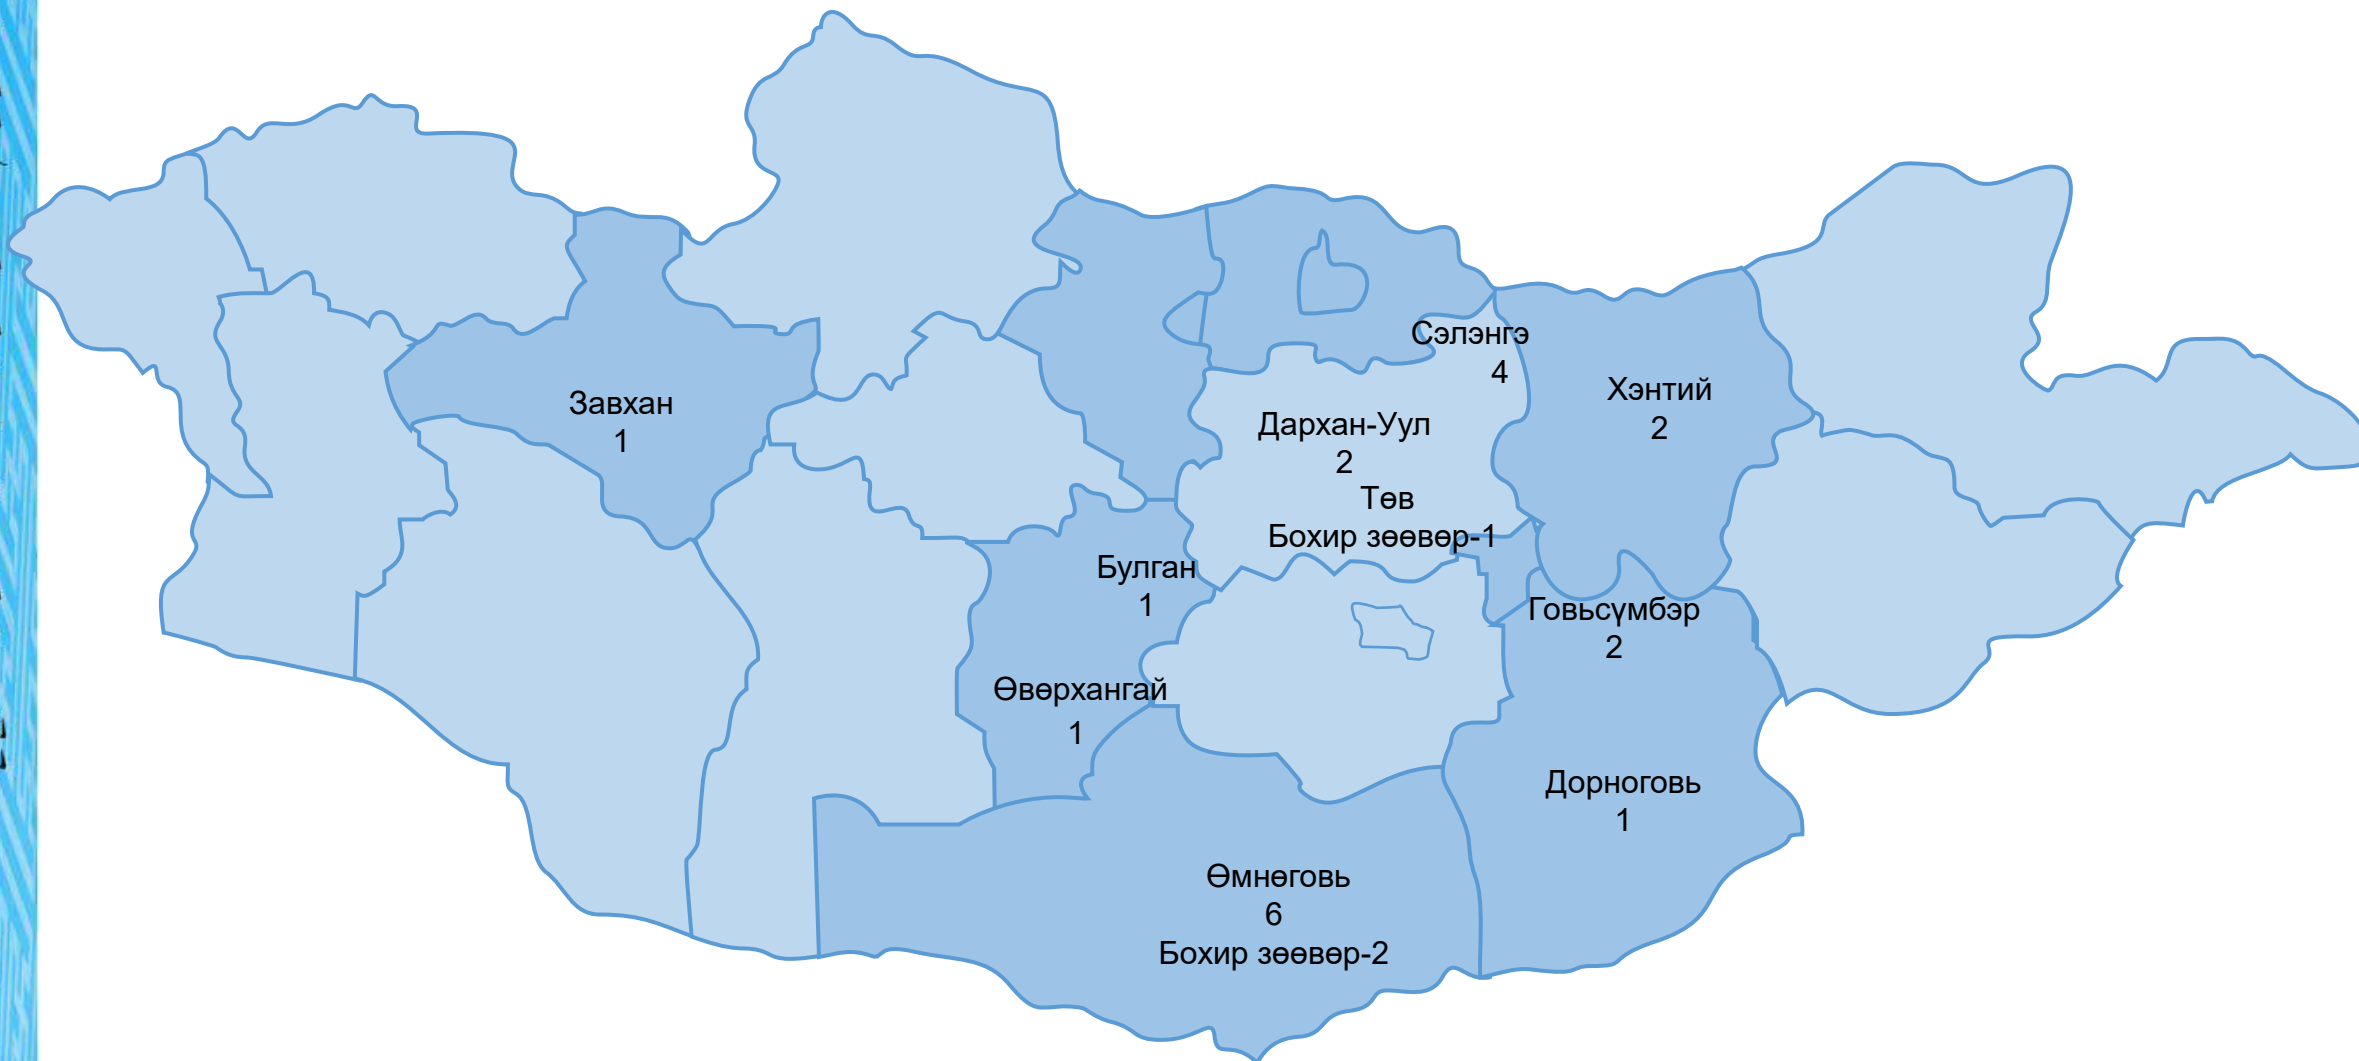 Сэлэнгэ
4
Завхан
1
Хэнтий
2
Дархан-Уул
2
Төв
Бохир зөөвөр-1
Булган
1
Говьсүмбэр
2
Өвөрхангай
1
Дорноговь
1
Өмнөговь
6
Бохир зөөвөр-2